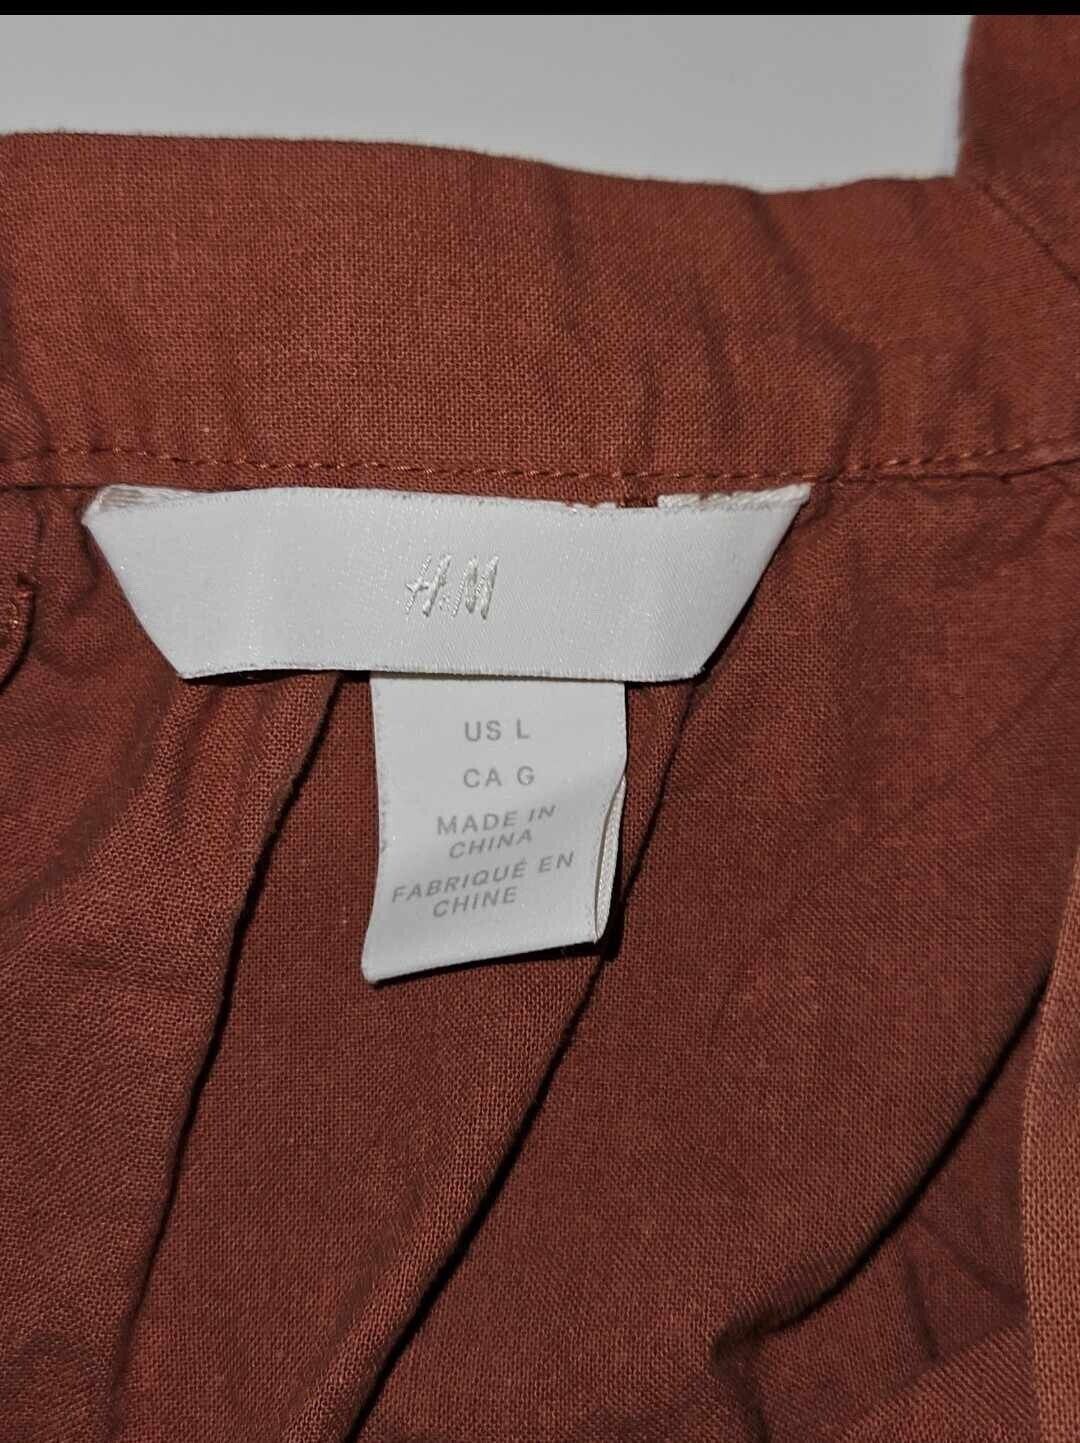 H&M
US L
CA G
MADE IN
CHINA
FABRIQUÉ EN
CHINE